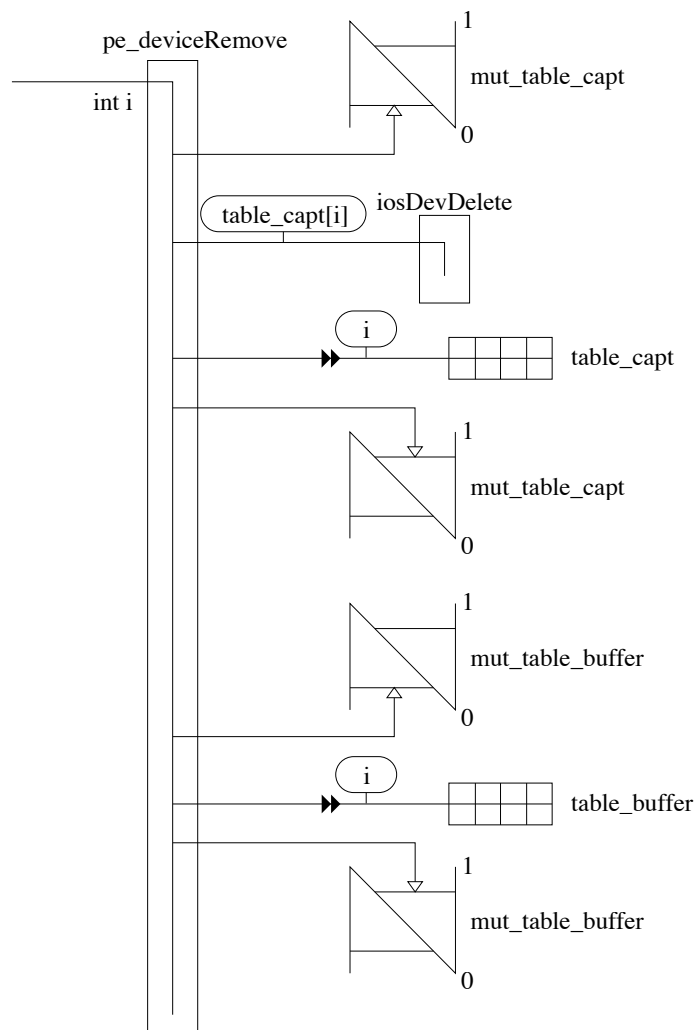 1
pe_deviceRemove
mut_table_capt
int i
0
table_capt[i]
iosDevDelete
i
table_capt
1
mut_table_capt
0
1
mut_table_buffer
0
i
table_buffer
1
mut_table_buffer
0